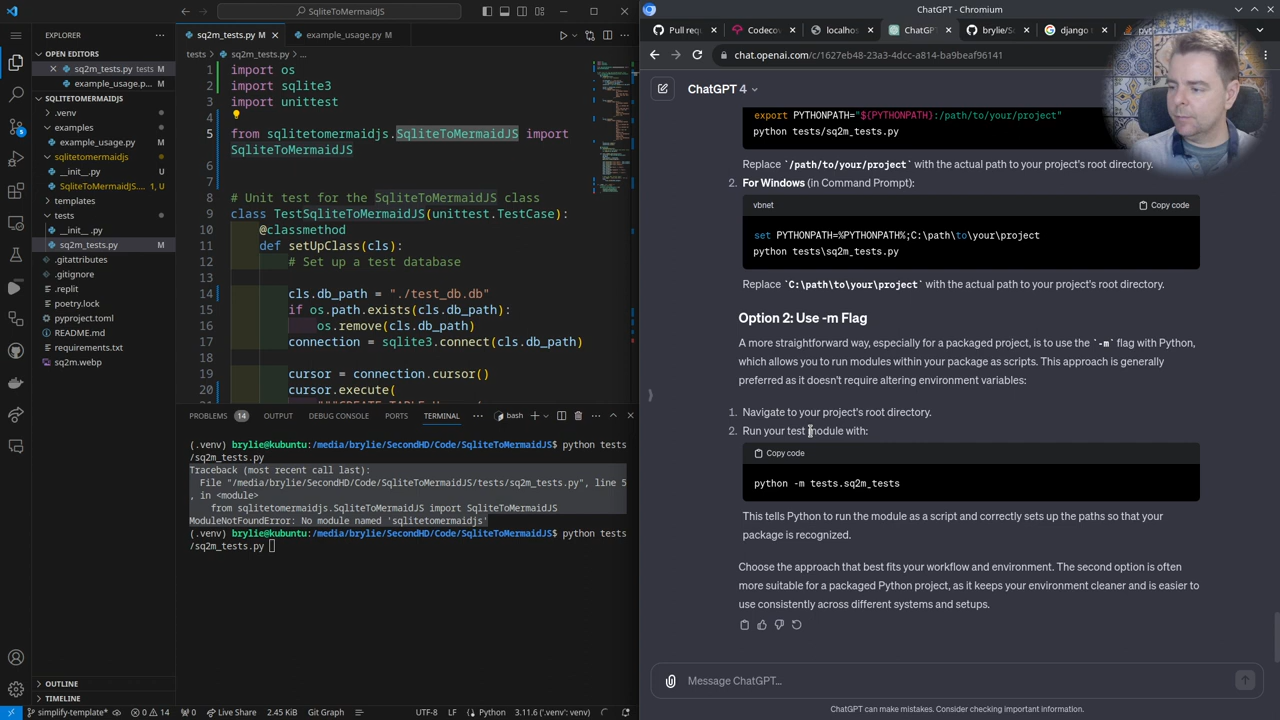 SqliteToMermaidJS
ChatGPT - Chromium
EXPLORER
sq2m_tests.py M
example_usage.py M
Pull req
Codecov
localhos
ChatGPT
brylie/S
django
chat.openai.com/c/1627eb48-23a3-4dcc-a814-ba9beaf96141
OPEN EDITORS
sq2m_tests.py tests M
example_usage.p... M
SQLITETOMERMAIDJS
.venv
examples
example_usage.py M
sqlitetomermaidjs
__init__.py U
SqliteToMermaidJS.... 1, U
templates
tests
__init__ .py U
sq2m_tests.py M
.gitattributes
.gitignore
.replit
poetry.lock
pyproject.toml
README.md
requirements.txt
sq2m.webp
OUTLINE
TIMELINE
tests > sq2m_tests.py > ...
1 import os
2 import sqlite3
3 import unittest
4
5 from sqlitetomermaidjs.SqliteToMermaidJS import
SqliteToMermaidJS
6
7
8 # Unit test for the SqliteToMermaidJS class
9 class TestSqliteToMermaidJS(unittest.TestCase):
10 @classmethod
11 def setUpClass(cls):
12 # Set up a test database
13
14 cls.db_path = "./test_db.db"
15 if os.path.exists(cls.db_path):
16 os.remove(cls.db_path)
17 connection = sqlite3.connect(cls.db_path)
18
19 cursor = connection.cursor()
20 cursor.execute(
PROBLEMS 14 OUTPUT DEBUG CONSOLE PORTS TERMINAL ... bash
(.venv) brylie@kubuntu:/media/brylie/SecondHD/Code/SqliteToMermaidJS$ python tests
/sq2m_tests.py
Traceback (most recent call last):
File "/media/brylie/SecondHD/Code/SqliteToMermaidJS/tests/sq2m_tests.py", line 5
, in <module>
from sqlitetomermaidjs.SqliteToMermaidJS import SqliteToMermaidJS
ModuleNotFoundError: No module named 'sqlitetomermaidjs'
(.venv) brylie@kubuntu:/media/brylie/SecondHD/Code/SqliteToMermaidJS$ python tests
/sq2m_tests.py
simplify-template* 0 14 0 Live Share 2.45 KiB Git Graph UTF-8 LF Python 3.11.6 ('.venv': venv)
ChatGPT 4
export PYTHONPATH="${PYTHONPATH}:/path/to/your/project"
python tests/sq2m_tests.py
Replace `/path/to/your/project` with the actual path to your project's root directory.
2. For Windows (in Command Prompt):
vbnet Copy code
set PYTHONPATH=%PYTHONPATH%;C:\path\to\your\project
python tests\sq2m_tests.py
Replace `C:\path\to\your\project` with the actual path to your project's root directory.
Option 2: Use -m Flag
A more straightforward way, especially for a packaged project, is to use the `-m` flag with Python,
which allows you to run modules within your package as scripts. This approach is generally
preferred as it doesn't require altering environment variables:
1. Navigate to your project's root directory.
2. Run your test module with:
Copy code
python -m tests.sq2m_tests
This tells Python to run the module as a script and correctly sets up the paths so that your
package is recognized.
Choose the approach that best fits your workflow and environment. The second option is often
more suitable for a packaged Python project, as it keeps your environment cleaner and is easier to
use consistently across different systems and setups.
Message ChatGPT...
ChatGPT can make mistakes. Consider checking important information.